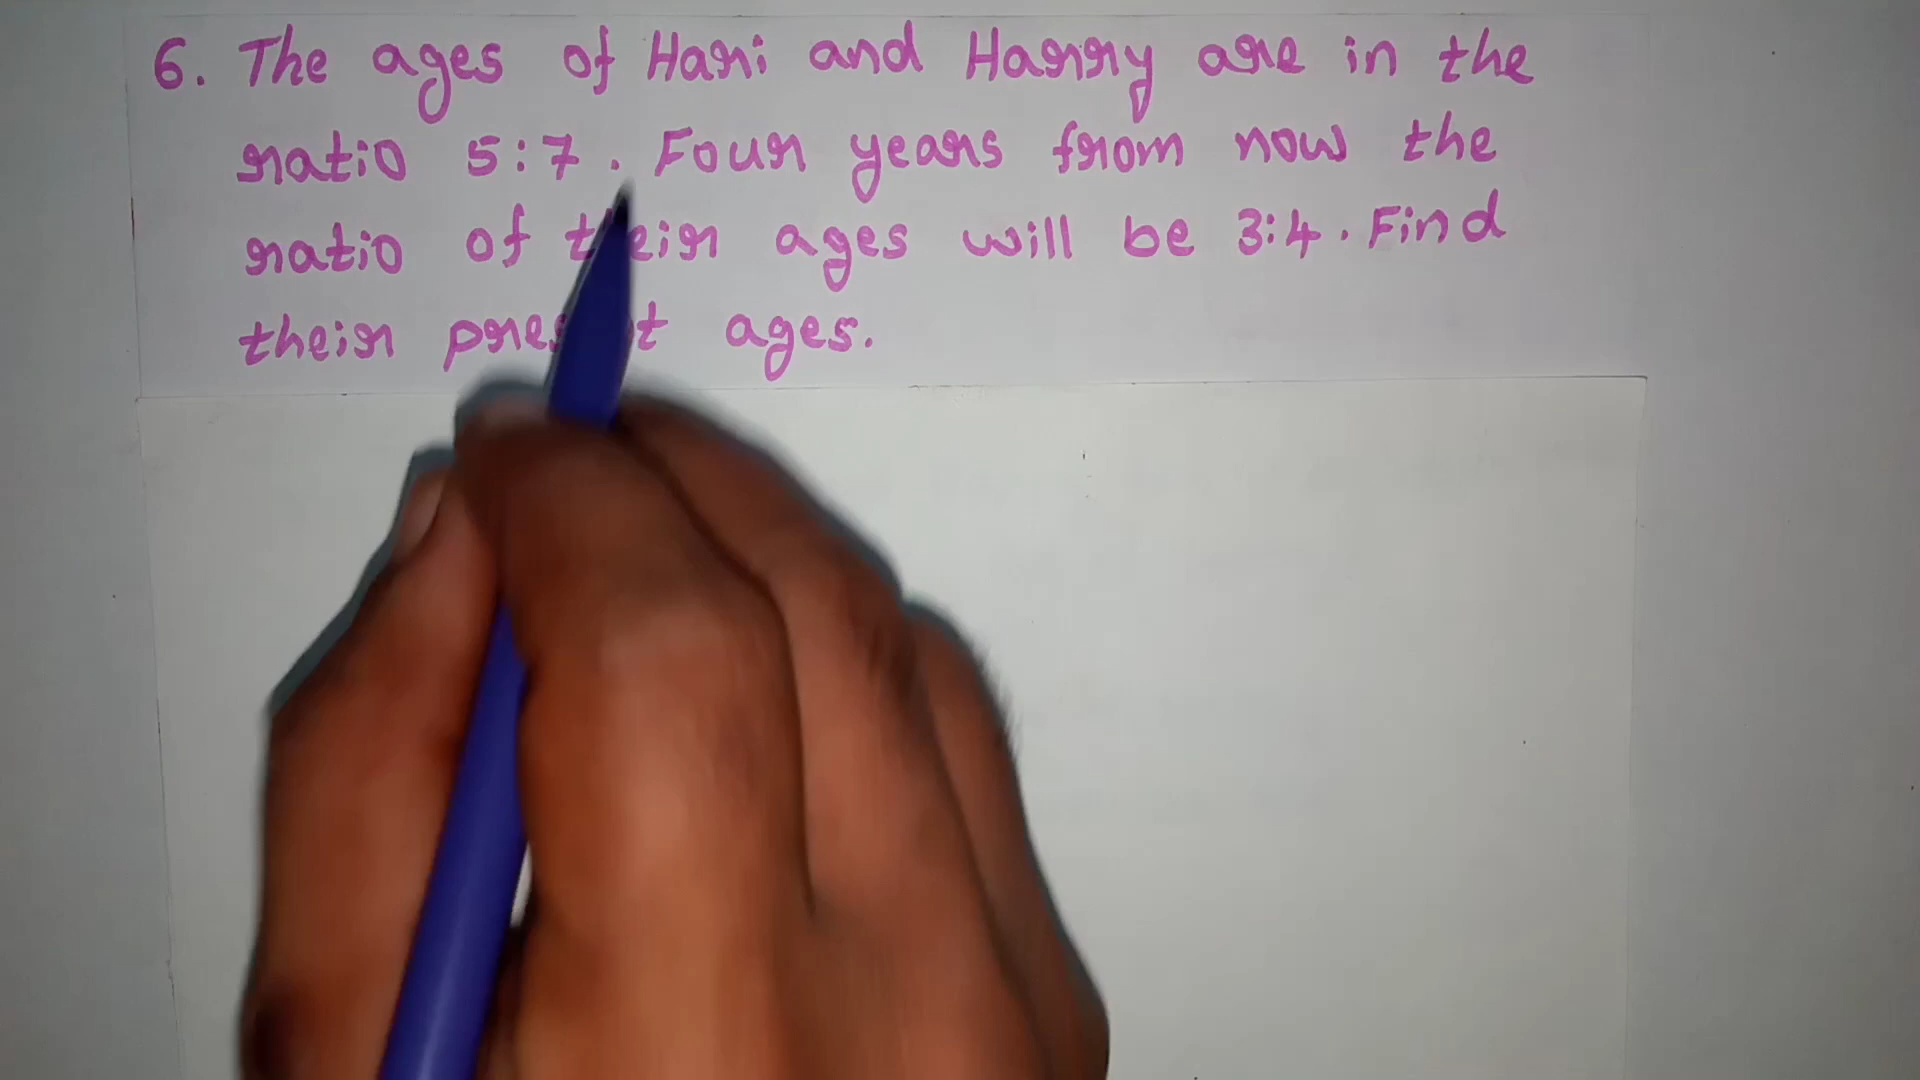 6. The ages of Hari and Harry are in the
ratio 5:7. Four years from now the
ratio of their ages will be 3:4. Find
their present ages.